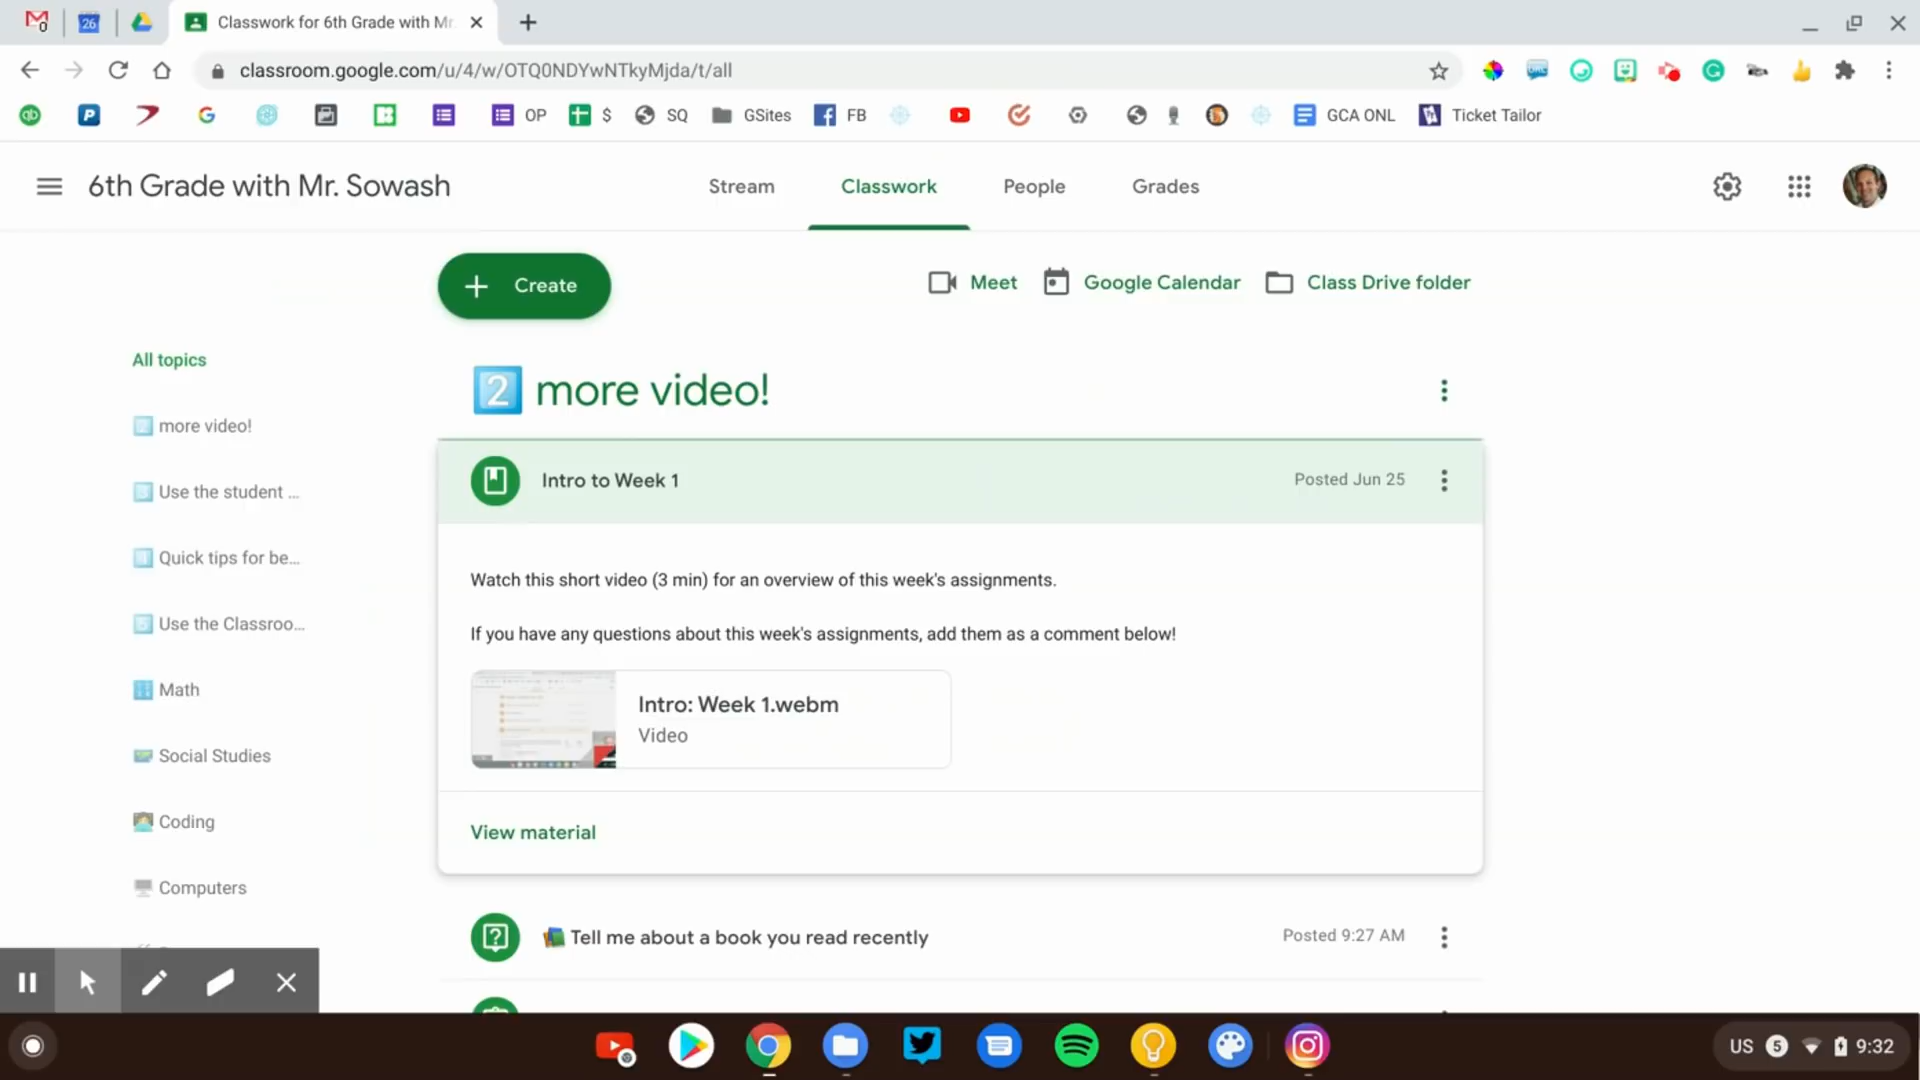 Classwork for 6th Grade with Mr.
classroom.google.com/u/4/w/OTQ0NDYwNTkyMjda/t/all
OP
$
SQ
GSites
FB
GCA ONL
Ticket Tailor
6th Grade with Mr. Sowash
Stream
Classwork
People
Grades
Create
Meet
Google Calendar
Class Drive folder
All topics
2 more video!
more video!
Use the student ...
Quick tips for be...
Use the Classroo...
Math
Social Studies
Coding
Computers
Intro to Week 1
Posted Jun 25
Watch this short video (3 min) for an overview of this week's assignments.
If you have any questions about this week's assignments, add them as a comment below!
Intro: Week 1.webm
Video
View material
Tell me about a book you read recently
Posted 9:27 AM
US
5
9:32